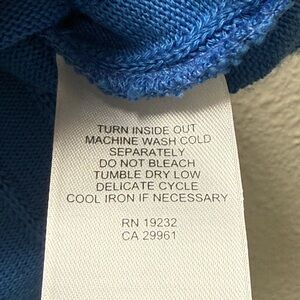 TURN INSIDE OUT
MACHINE WASH COLD
SEPARATELY
DO NOT BLEACH
TUMBLE DRY LOW
DELICATE CYCLE
COOL IRON IF NECESSARY
RN 19232
CA 29961